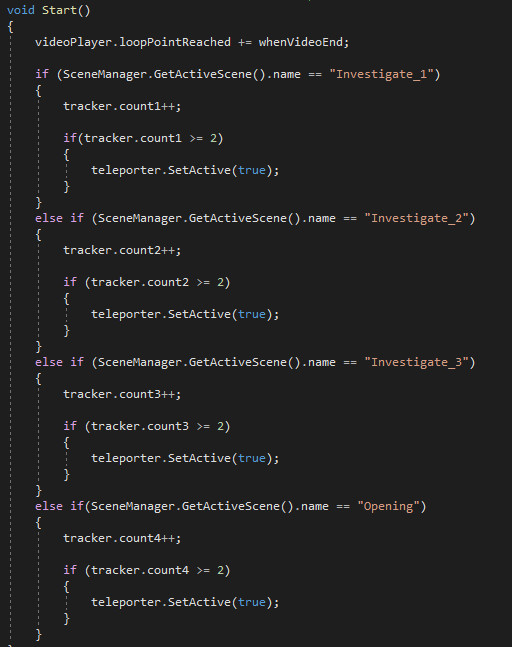 void Start()
{
videoPlayer.loopPointReached += whenVideoEnd;
if (SceneManager.GetActiveScene().name == "Investigate_1")
{
tracker.count1++;
if(tracker.count1 >= 2)
{
teleporter.SetActive(true);
}
}
else if (SceneManager.GetActiveScene().name == "Investigate_2")
{
tracker.count2++;
if (tracker.count2 >= 2)
{
teleporter.SetActive(true);
}
}
else if (SceneManager.GetActiveScene().name == "Investigate_3")
{
tracker.count3++;
if (tracker.count3 >= 2)
{
teleporter.SetActive(true);
}
}
else if(SceneManager.GetActiveScene().name == "Opening")
{
tracker.count4++;
if (tracker.count4 >= 2)
{
teleporter.SetActive(true);
}
}